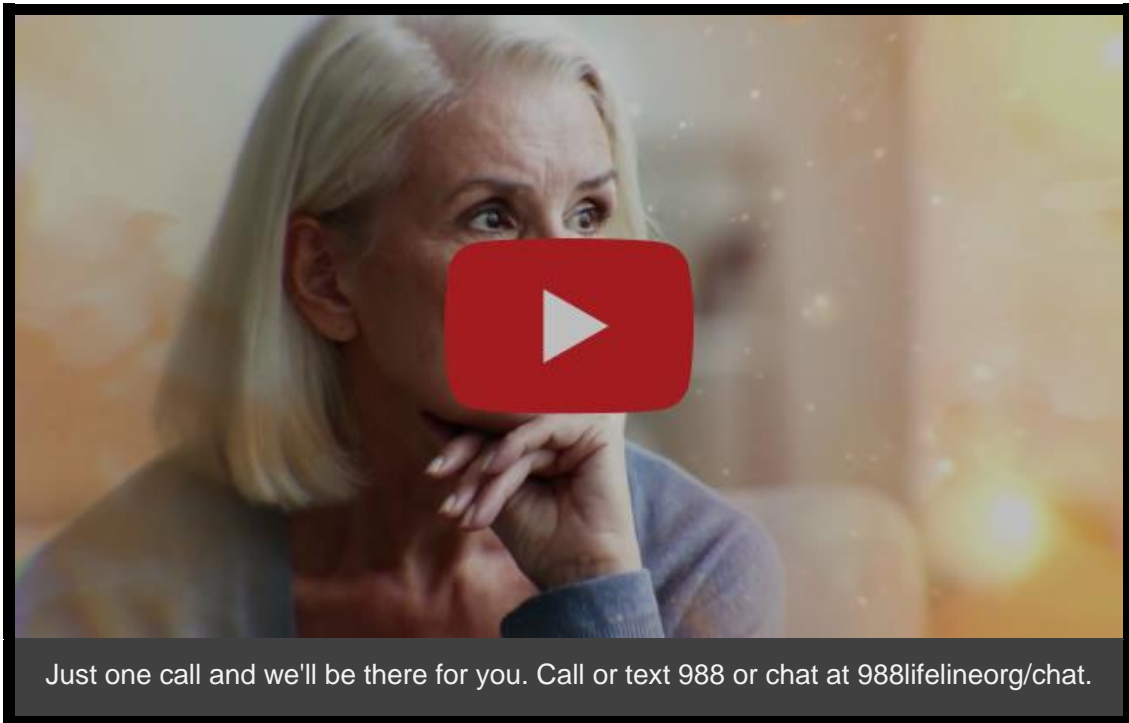 Just one call and we'll be there for you. Call or text 988 or chat at 988lifelineorg/chat.